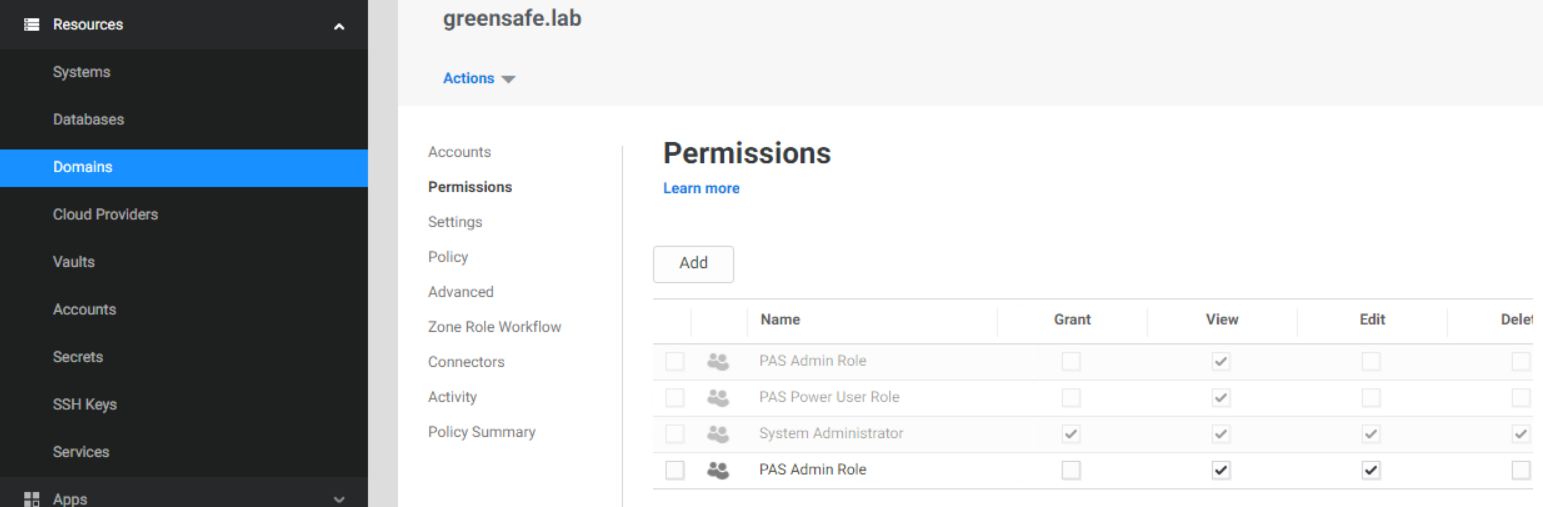 Resources
Systems
Databases
Domains
Cloud Providers
Vaults
Accounts
Secrets
SSH Keys
Services
Apps
greensafe.lab
Actions
Accounts
Permissions
Settings
Policy
Advanced
Zone Role Workflow
Connectors
Activity
Policy Summary
Permissions
Learn more
Add
Name Grant View Edit Delet
PAS Admin Role
PAS Power User Role
System Administrator
PAS Admin Role